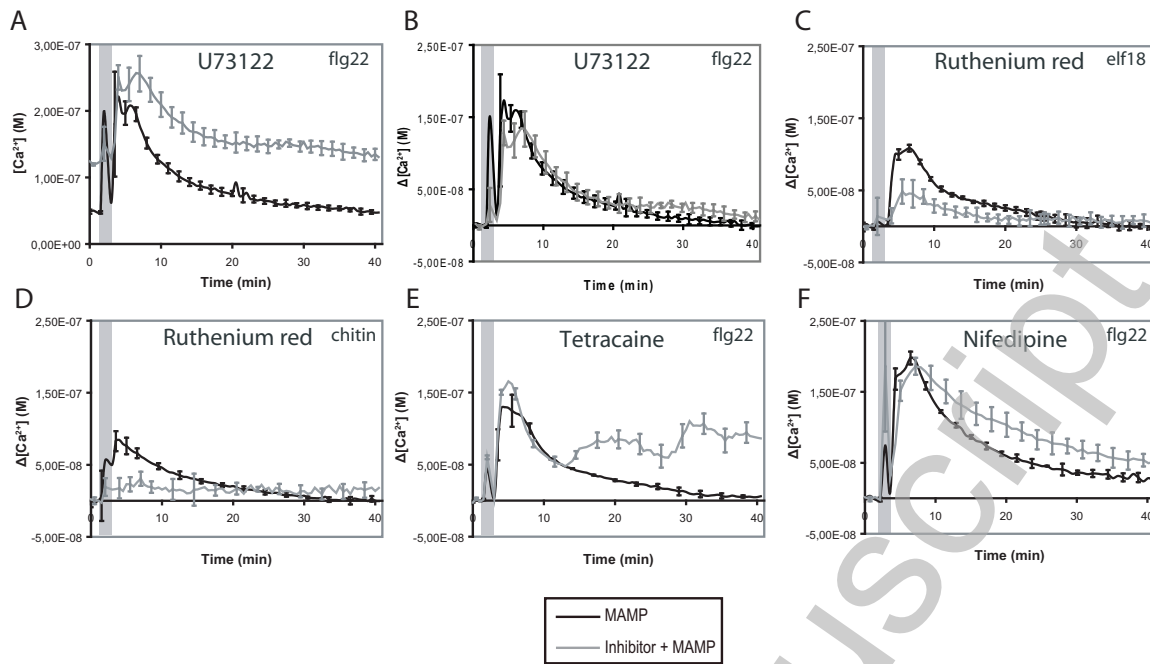 A
U73122
flg22
3,00E-07
2,00E-07
1,00E-07
0,00E+00
[Ca²⁺] (M)
0 10 20 30 40
Time (min)
B
U73122
flg22
2,50E-07
1,50E-07
5,00E-08
-5,00E-08
Δ[Ca²⁺] (M)
0 10 20 30 40
Time (min)
C
Ruthenium red
elf18
2,50E-07
1,50E-07
5,00E-08
-5,00E-08
Δ[Ca²⁺] (M)
0 10 20 30 40
Time (min)
D
Ruthenium red
chitin
2,50E-07
1,50E-07
5,00E-08
-5,00E-08
Δ[Ca²⁺] (M)
0 10 20 30 40
Time (min)
E
Tetracaine
flg22
2,50E-07
1,50E-07
5,00E-08
-5,00E-08
Δ[Ca²⁺] (M)
0 10 20 30 40
Time (min)
F
Nifedipine
flg22
2,50E-07
1,50E-07
5,00E-08
-5,00E-08
Δ[Ca²⁺] (M)
0 10 20 30 40
Time (min)
MAMP
Inhibitor + MAMP
uscript